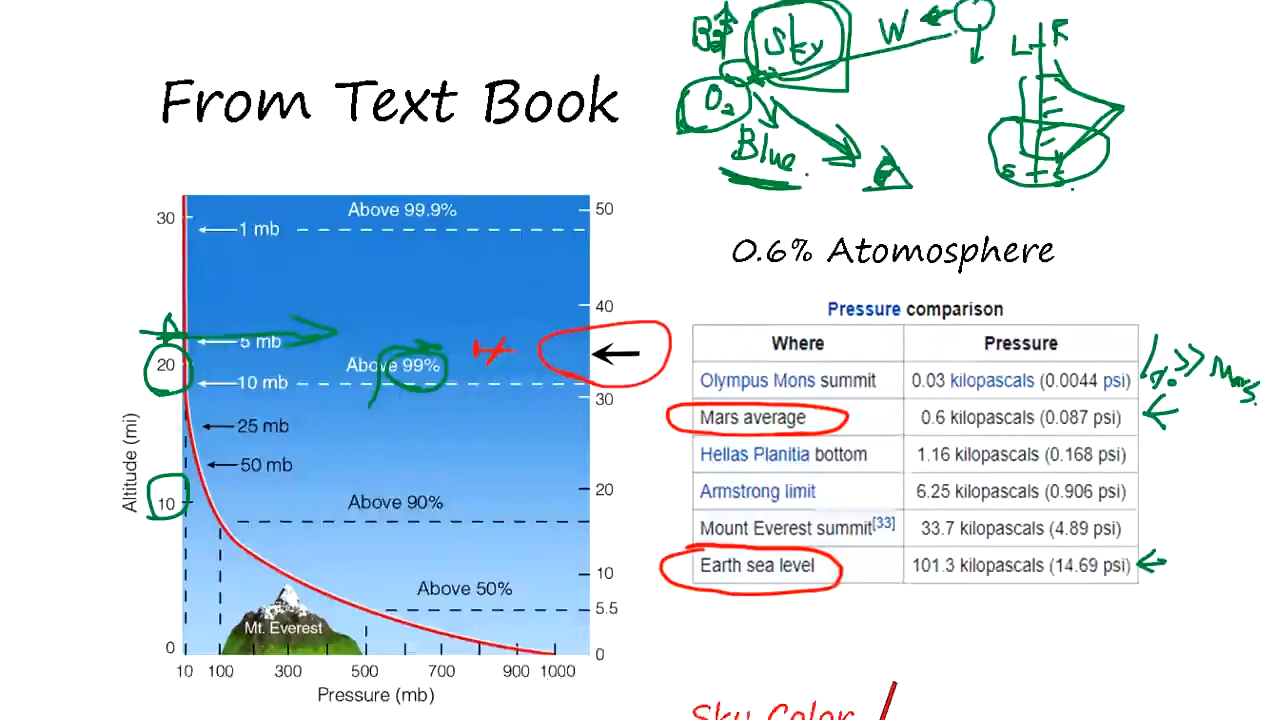 Sky
W
O2
Blue
L
R
From Text Book
0.6% Atomosphere
30
Above 99.9%
50
1 mb
40
5 mb
20
Above 99%
10 mb
30
25 mb
50 mb
Altitude (mi)
10
Above 90%
20
Above 50%
10
5.5
Mt. Everest
0
0
10 100 300 500 700 900 1000
Pressure (mb)
Pressure comparison
Where Pressure
Olympus Mons summit 0.03 kilopascals (0.0044 psi)
Mars average 0.6 kilopascals (0.087 psi)
Hellas Planitia bottom 1.16 kilopascals (0.168 psi)
Armstrong limit 6.25 kilopascals (0.906 psi)
Mount Everest summit[33] 33.7 kilopascals (4.89 psi)
Earth sea level 101.3 kilopascals (14.69 psi)
1% >> Mars
Sky Color